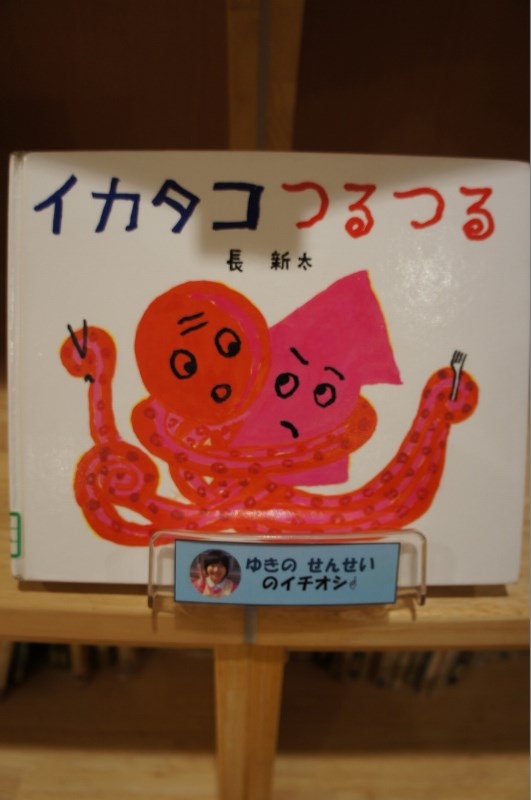 イカタコつるつる
長 新太
ゆきの せんせい
のイチオシ☝